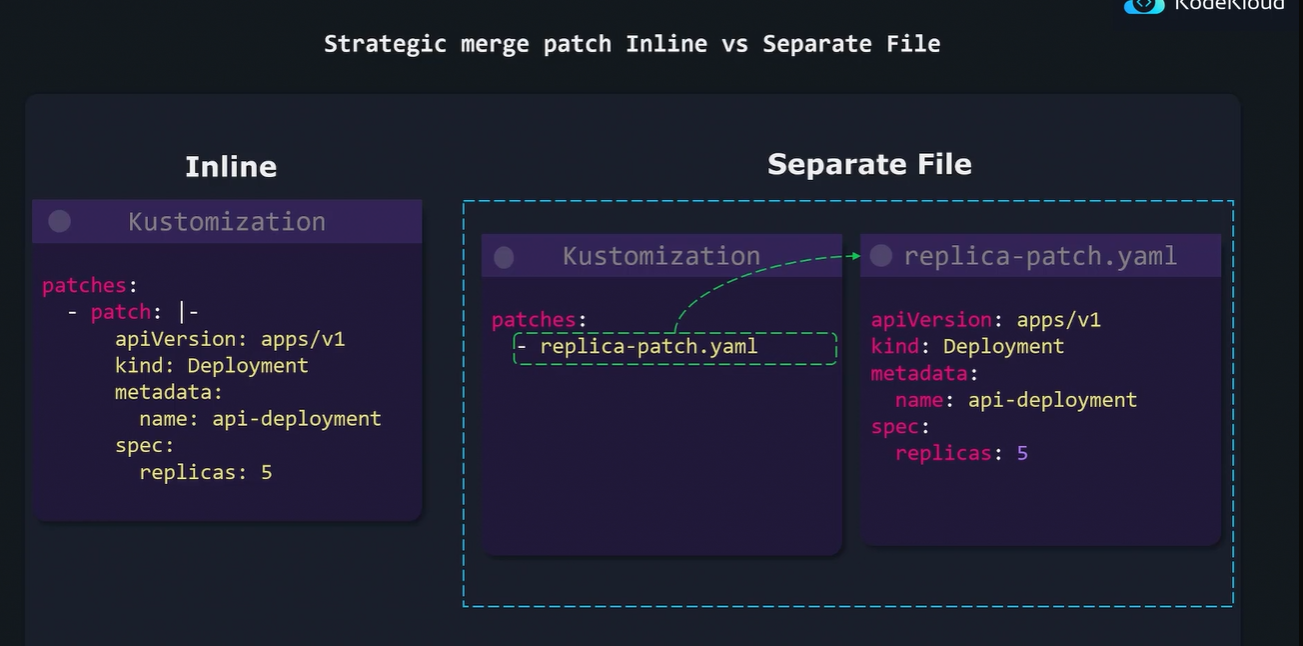 KodeKloud
Strategic merge patch Inline vs Separate File
Inline
Kustomization
patches:
- patch: |-
apiVersion: apps/v1
kind: Deployment
metadata:
name: api-deployment
spec:
replicas: 5
Separate File
Kustomization
patches:
- replica-patch.yaml
replica-patch.yaml
apiVersion: apps/v1
kind: Deployment
metadata:
name: api-deployment
spec:
replicas: 5